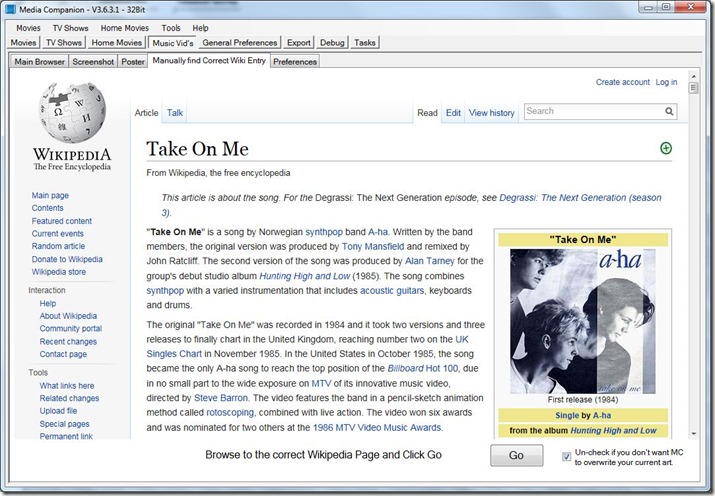 Media Companion - V3.6.3.1 - 32Bit
Movies TV Shows Home Movies Tools Help
Movies TV Shows Home Movies Music Vid's General Preferences Export Debug Tasks
Main Browser Screenshot Poster Manually find Correct Wiki Entry Preferences
Create account Log in
Article Talk Read Edit View history Search
WIKIPEDIA
The Free Encyclopedia
Main page
Contents
Featured content
Current events
Random article
Donate to Wikipedia
Wikipedia store
Interaction
Help
About Wikipedia
Community portal
Recent changes
Contact page
Tools
What links here
Related changes
Upload file
Special pages
Permanent link
Take On Me
From Wikipedia, the free encyclopedia
This article is about the song. For the Degrassi: The Next Generation episode, see Degrassi: The Next Generation (season
3).
"Take On Me" is a song by Norwegian synthpop band A-ha. Written by the band
members, the original version was produced by Tony Mansfield and remixed by
John Ratcliff. The second version of the song was produced by Alan Tarney for the
group's debut studio album Hunting High and Low (1985). The song combines
synthpop with a varied instrumentation that includes acoustic guitars, keyboards
and drums.
The original "Take On Me" was recorded in 1984 and it took two versions and three
releases to finally chart in the United Kingdom, reaching number two on the UK
Singles Chart in November 1985. In the United States in October 1985, the song
became the only A-ha song to reach the top position of the Billboard Hot 100, due
in no small part to the wide exposure on MTV of its innovative music video,
directed by Steve Barron. The video features the band in a pencil-sketch animation
method called rotoscoping, combined with live action. The video won six awards
and was nominated for two others at the 1986 MTV Video Music Awards.
"Take On Me"
a-ha
take on me
First release (1984)
Single by A-ha
from the album Hunting High and Low
Browse to the correct Wikipedia Page and Click Go
Go
Un-check if you don't want MC
to overwrite your current art.